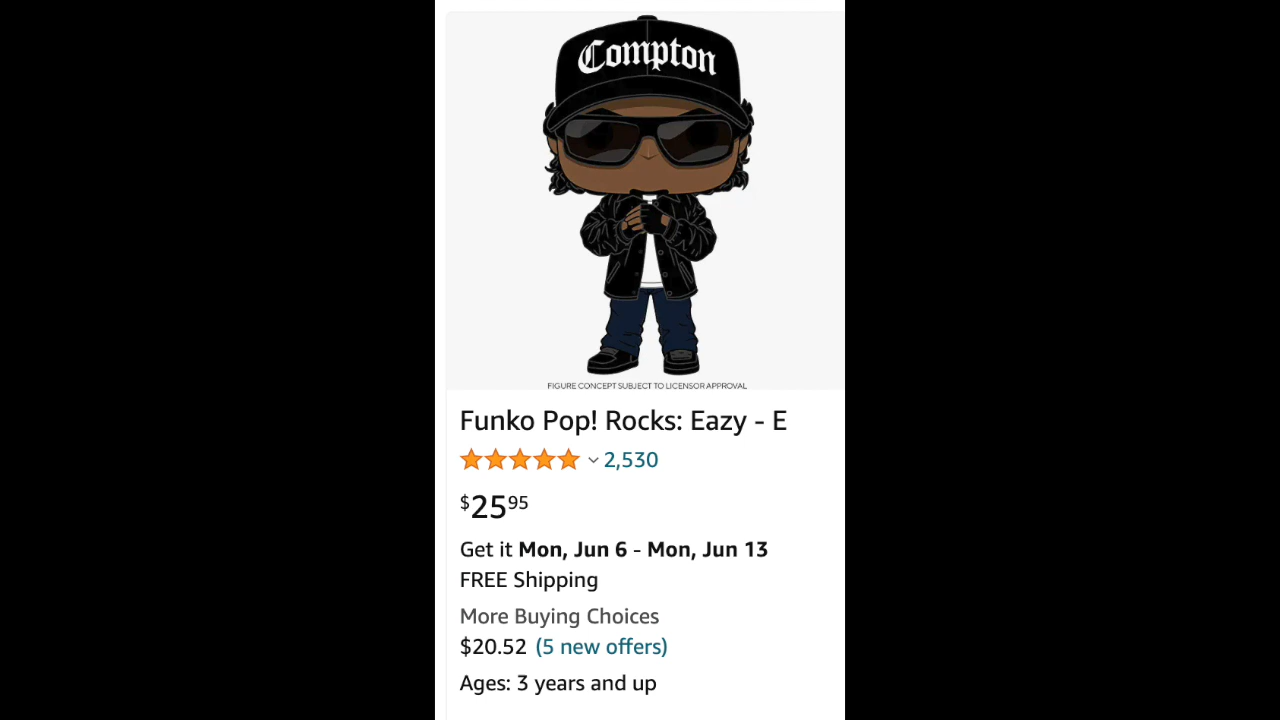 Compton
FIGURE CONCEPT SUBJECT TO LICENSOR APPROVAL
Funko Pop! Rocks: Eazy - E
2,530
$25 95
Get it Mon, Jun 6 - Mon, Jun 13
FREE Shipping
More Buying Choices
$20.52 (5 new offers)
Ages: 3 years and up